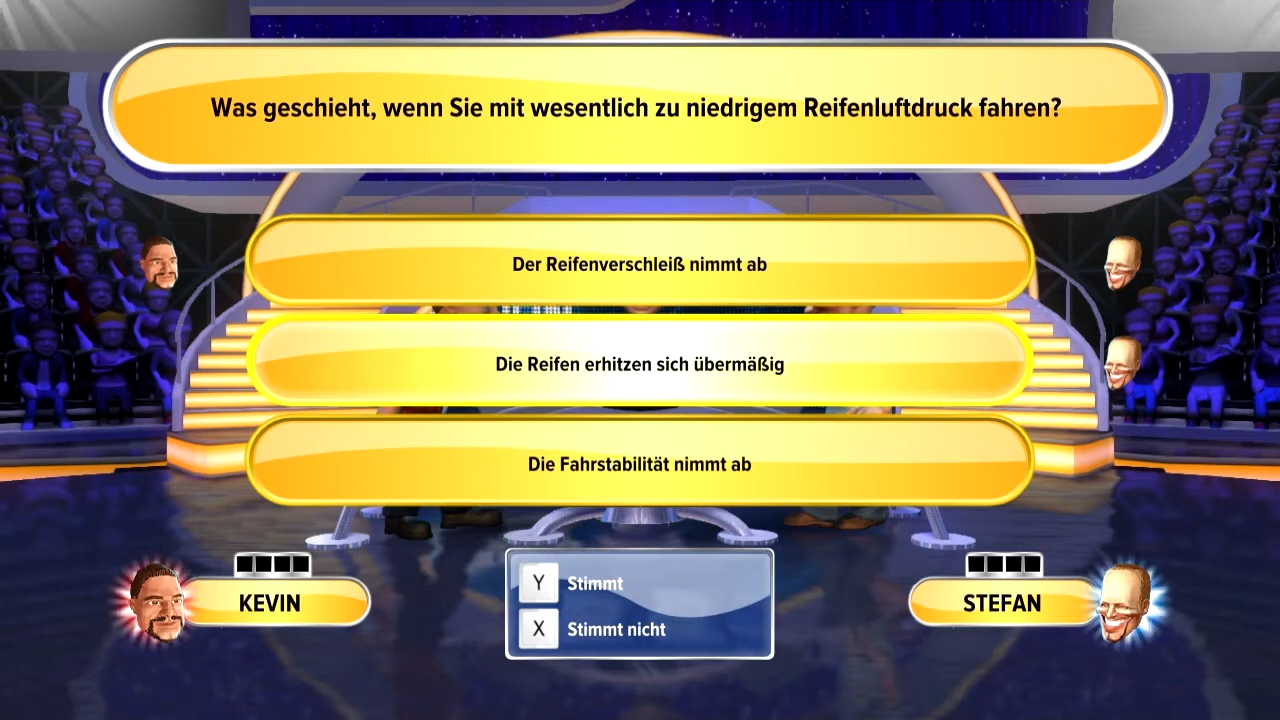 Was geschieht, wenn Sie mit wesentlich zu niedrigem Reifenluftdruck fahren?
Der Reifenverschleiß nimmt ab
Die Reifen erhitzen sich übermäßig
Die Fahrstabilität nimmt ab
KEVIN
Y Stimmt
X Stimmt nicht
STEFAN